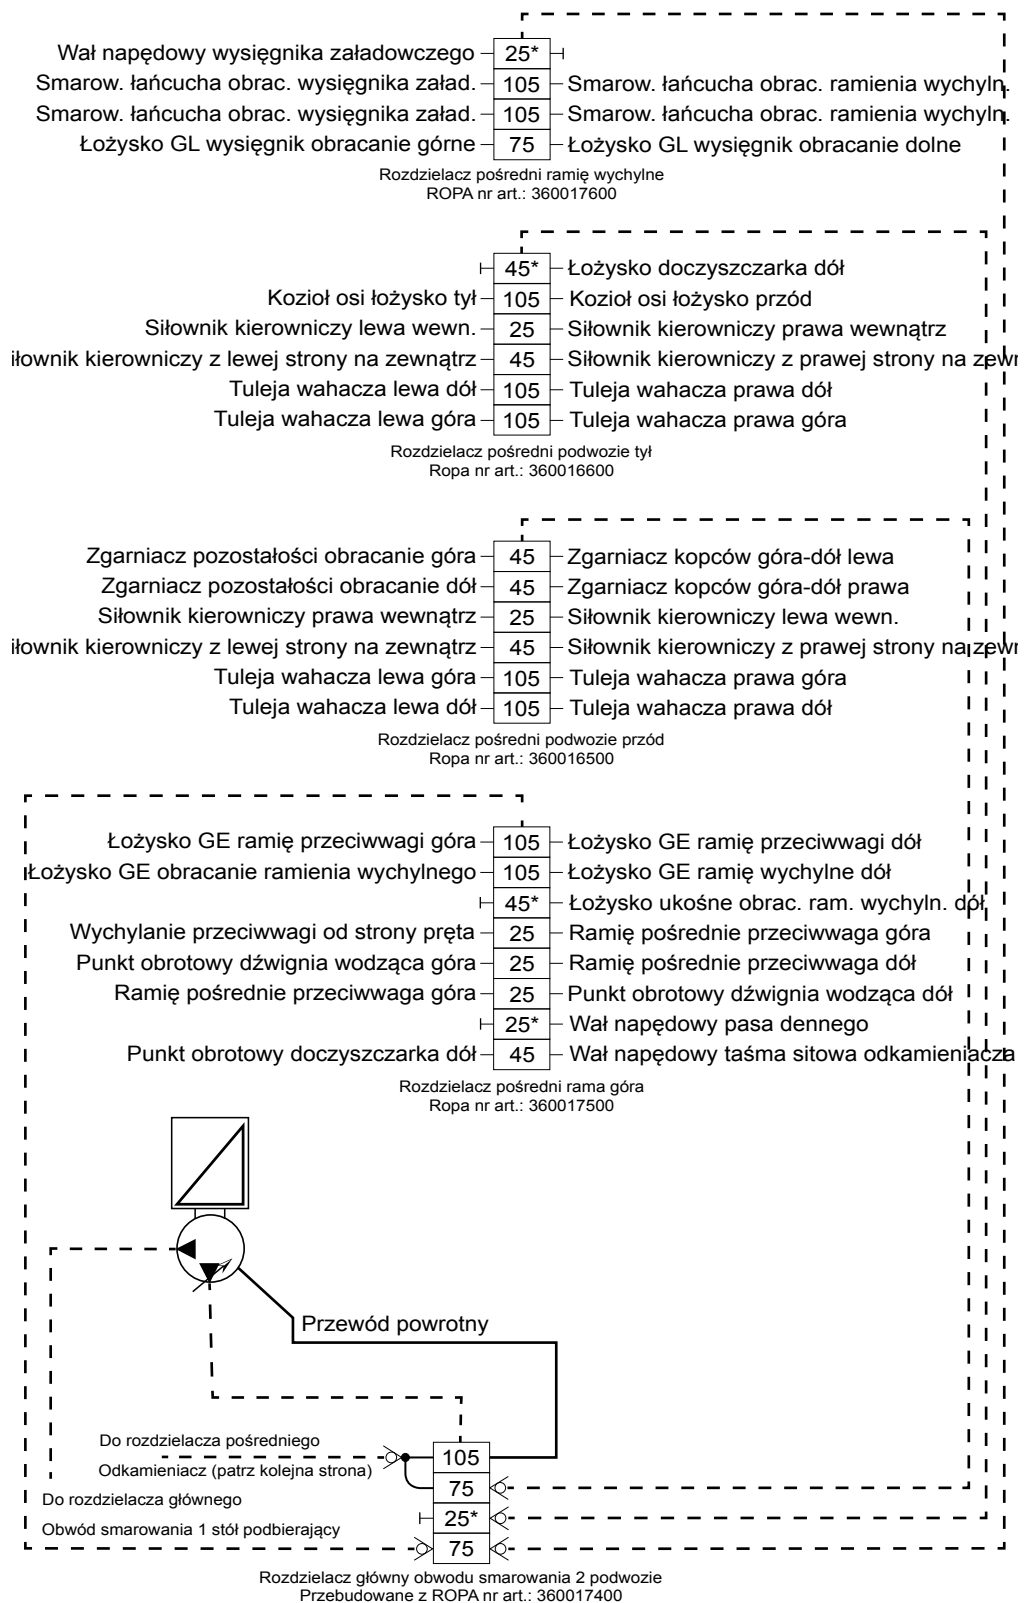 Wał napędowy wysięgnika załadowczego 25*
Smarow. łańcucha obrac. wysięgnika załad. 105 Smarow. łańcucha obrac. ramienia wychyln.
Smarow. łańcucha obrac. wysięgnika załad. 105 Smarow. łańcucha obrac. ramienia wychyln.
Łożysko GL wysięgnik obracanie górne 75 Łożysko GL wysięgnik obracanie dolne
Rozdzielacz pośredni ramię wychylne
ROPA nr art.: 360017600
45* Łożysko doczyszczarka dół
Kozioł osi łożysko tył 105 Kozioł osi łożysko przód
Siłownik kierowniczy lewa wewn. 25 Siłownik kierowniczy prawa wewnątrz
iłownik kierowniczy z lewej strony na zewnątrz 45 Siłownik kierowniczy z prawej strony na zewn
Tuleja wahacza lewa dół 105 Tuleja wahacza prawa dół
Tuleja wahacza lewa góra 105 Tuleja wahacza prawa góra
Rozdzielacz pośredni podwozie tył
Ropa nr art.: 360016600
Zgarniacz pozostałości obracanie góra 45 Zgarniacz kopców góra-dół lewa
Zgarniacz pozostałości obracanie dół 45 Zgarniacz kopców góra-dół prawa
Siłownik kierowniczy prawa wewnątrz 25 Siłownik kierowniczy lewa wewn.
iłownik kierowniczy z lewej strony na zewnątrz 45 Siłownik kierowniczy z prawej strony na zewn
Tuleja wahacza lewa góra 105 Tuleja wahacza prawa góra
Tuleja wahacza lewa dół 105 Tuleja wahacza prawa dół
Rozdzielacz pośredni podwozie przód
Ropa nr art.: 360016500
Łożysko GE ramię przeciwwagi góra 105 Łożysko GE ramię przeciwwagi dół
Łożysko GE obracanie ramienia wychylnego 105 Łożysko GE ramię wychylne dół
45* Łożysko ukośne obrac. ram. wychyln. dół
Wychylanie przeciwwagi od strony pręta 25 Ramię pośrednie przeciwwaga góra
Punkt obrotowy dźwignia wodząca góra 25 Ramię pośrednie przeciwwaga dół
Ramię pośrednie przeciwwaga góra 25 Punkt obrotowy dźwignia wodząca dół
25* Wał napędowy pasa dennego
Punkt obrotowy doczyszczarka dół 45 Wał napędowy taśma sitowa odkamieniacza
Rozdzielacz pośredni rama góra
Ropa nr art.: 360017500
Przewód powrotny
Do rozdzielacza pośredniego
105
Odkamieniacz (patrz kolejna strona)
75
Do rozdzielacza głównego
25*
Obwód smarowania 1 stół podbierający
75
Rozdzielacz główny obwodu smarowania 2 podwozie
Przebudowane z ROPA nr art.: 360017400